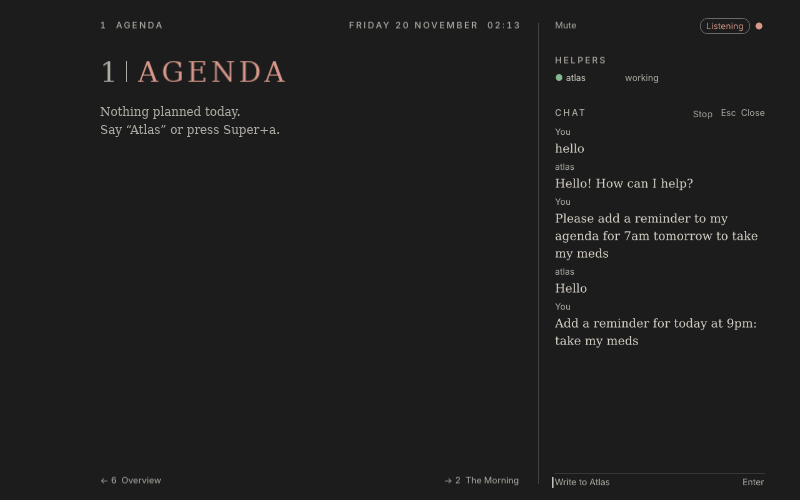 1 AGENDA
FRIDAY 20 NOVEMBER 02:13
1 AGENDA
Nothing planned today.
Say “Atlas” or press Super+a.
← 6 Overview
→ 2 The Morning
Mute
Listening
HELPERS
atlas working
CHAT
Stop Esc Close
You
hello
atlas
Hello! How can I help?
You
Please add a reminder to my
agenda for 7am tomorrow to take
my meds
atlas
Hello
You
Add a reminder for today at 9pm:
take my meds
Write to Atlas
Enter